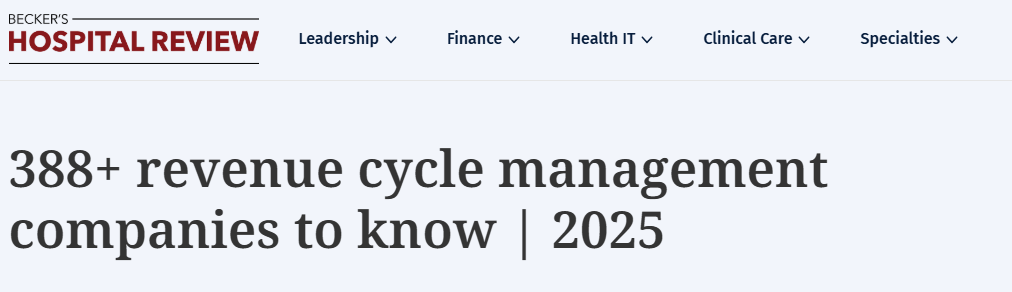 BECKER'S
HOSPITAL REVIEW
Leadership
Finance
Health IT
Clinical Care
Specialties
388+ revenue cycle management
companies to know | 2025